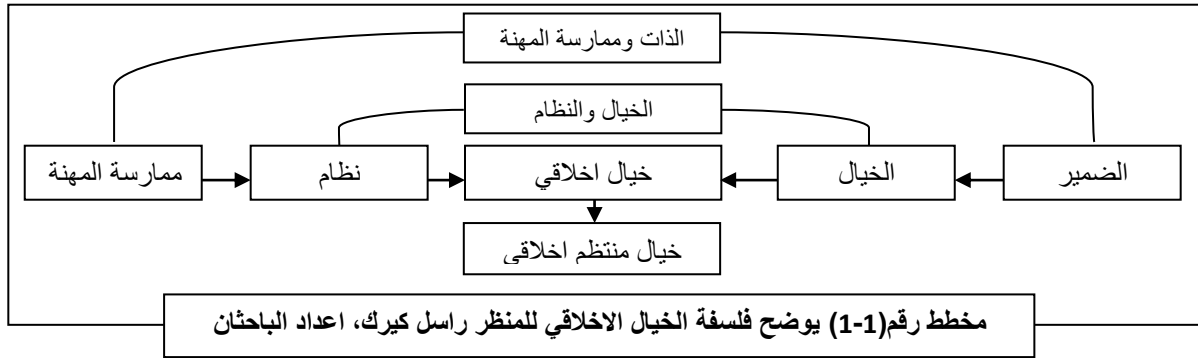 الذات وممارسة المهنة
الخيال والنظام
الضمير
الخيال
خيال اخلاقي
نظام
ممارسة المهنة
خيال منتظم اخلاقي
مخطط رقم(1-1) يوضح فلسفة الخيال الاخلاقي للمنظر راسل كيرك، اعداد الباحثان